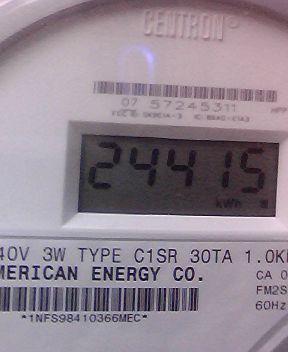 CENTRON®
07 57245311
24415
kWh
40V 3W TYPE C1SR 30TA 1.0K
MERICAN ENERGY CO.
CA 0
FM2S
60Hz
*1NFS98410366MEC*